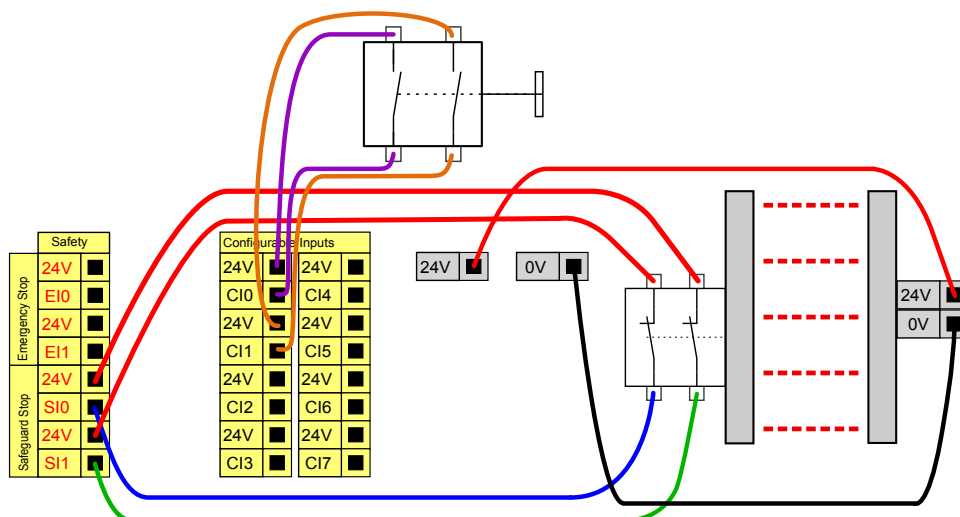 Safety
Emergency Stop
24V
EI0
24V
EI1
Safeguard Stop
24V
SI0
24V
SI1
Configurable Inputs
24V 24V
CI0 CI4
24V 24V
CI1 CI5
24V 24V
CI2 CI6
24V 24V
CI3 CI7
24V
0V
24V
0V